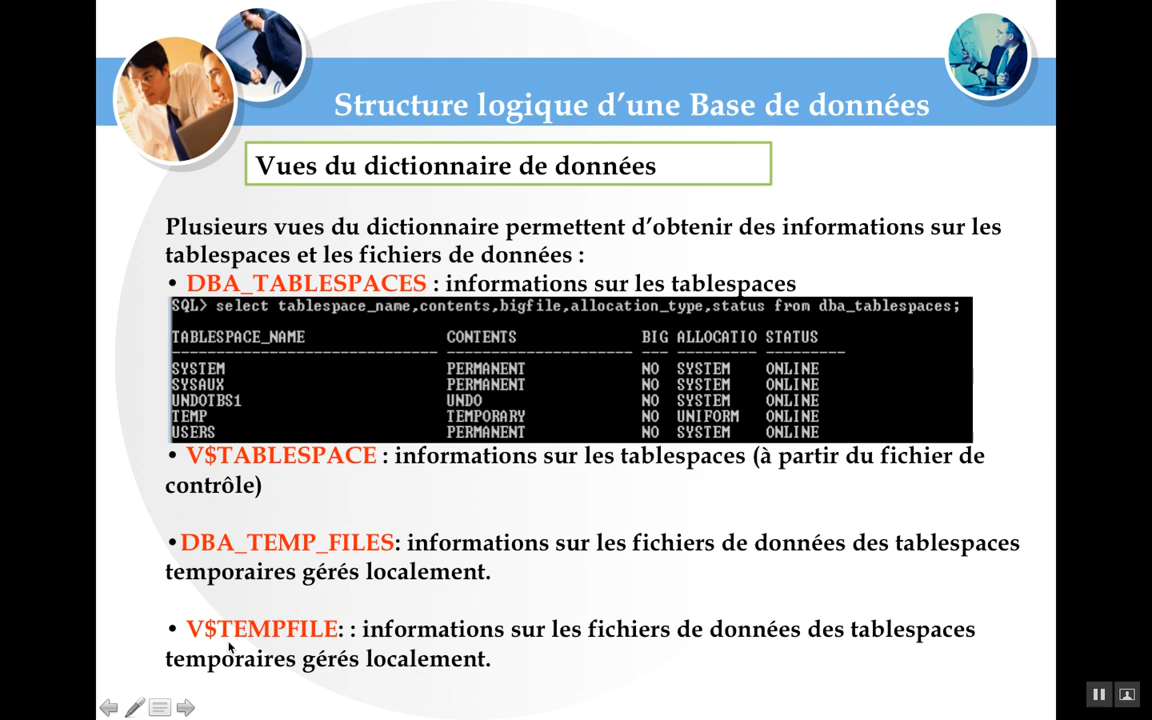 Structure logique d’une Base de données
Vues du dictionnaire de données
Plusieurs vues du dictionnaire permettent d’obtenir des informations sur les
tablespaces et les fichiers de données :
• DBA_TABLESPACES : informations sur les tablespaces
SQL> select tablespace_name,contents,bigfile,allocation_type,status from dba_tablespaces;
TABLESPACE_NAME CONTENTS BIG ALLOCATIO STATUS
------------------------------ --------------------- --- --------- ---------
SYSTEM PERMANENT NO SYSTEM ONLINE
SYSAUX PERMANENT NO SYSTEM ONLINE
UNDOTBS1 UNDO NO SYSTEM ONLINE
TEMP TEMPORARY NO UNIFORM ONLINE
USERS PERMANENT NO SYSTEM ONLINE
• V$TABLESPACE : informations sur les tablespaces (à partir du fichier de
contrôle)
•DBA_TEMP_FILES: informations sur les fichiers de données des tablespaces
temporaires gérés localement.
• V$TEMPFILE: : informations sur les fichiers de données des tablespaces
temporaires gérés localement.